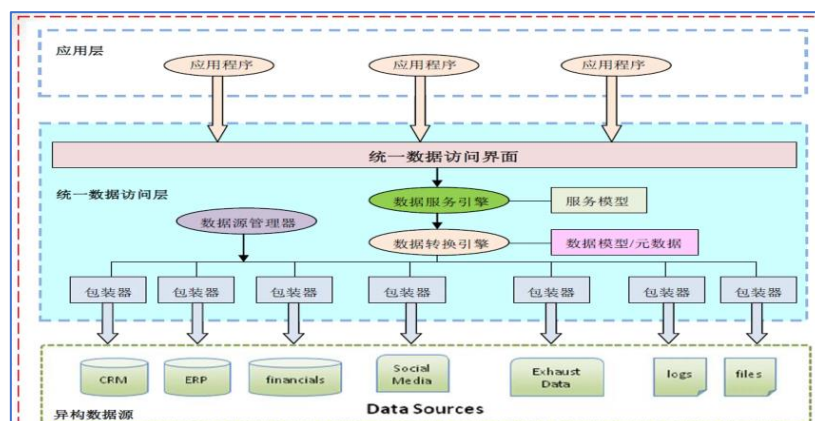 应用层
应用程序
应用程序
应用程序
统一数据访问界面
统一数据访问层
数据服务引擎
服务模型
数据源管理器
数据转换引擎
数据模型/元数据
包装器
包装器
包装器
包装器
包装器
包装器
包装器
CRM
ERP
financials
Social
Media
Exhaust
Data
logs
files
异构数据源
Data Sources